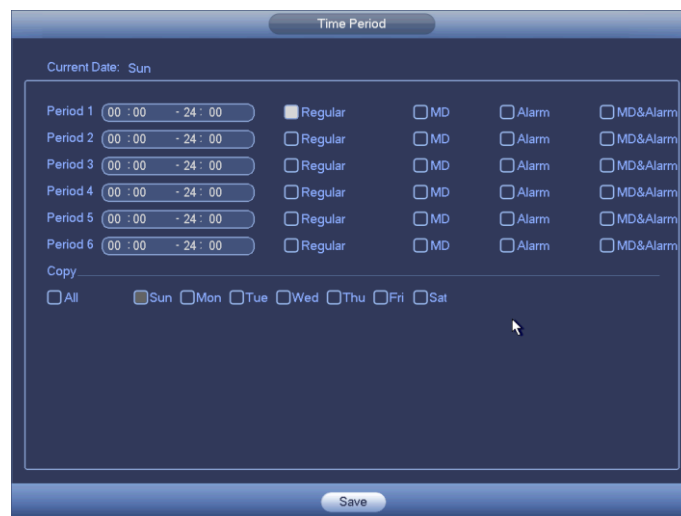 Time Period
Current Date: Sun
Period 1 00 : 00 - 24 : 00 Regular MD Alarm MD&Alarm
Period 2 00 : 00 - 24 : 00 Regular MD Alarm MD&Alarm
Period 3 00 : 00 - 24 : 00 Regular MD Alarm MD&Alarm
Period 4 00 : 00 - 24 : 00 Regular MD Alarm MD&Alarm
Period 5 00 : 00 - 24 : 00 Regular MD Alarm MD&Alarm
Period 6 00 : 00 - 24 : 00 Regular MD Alarm MD&Alarm
Copy
All Sun Mon Tue Wed Thu Fri Sat
Save